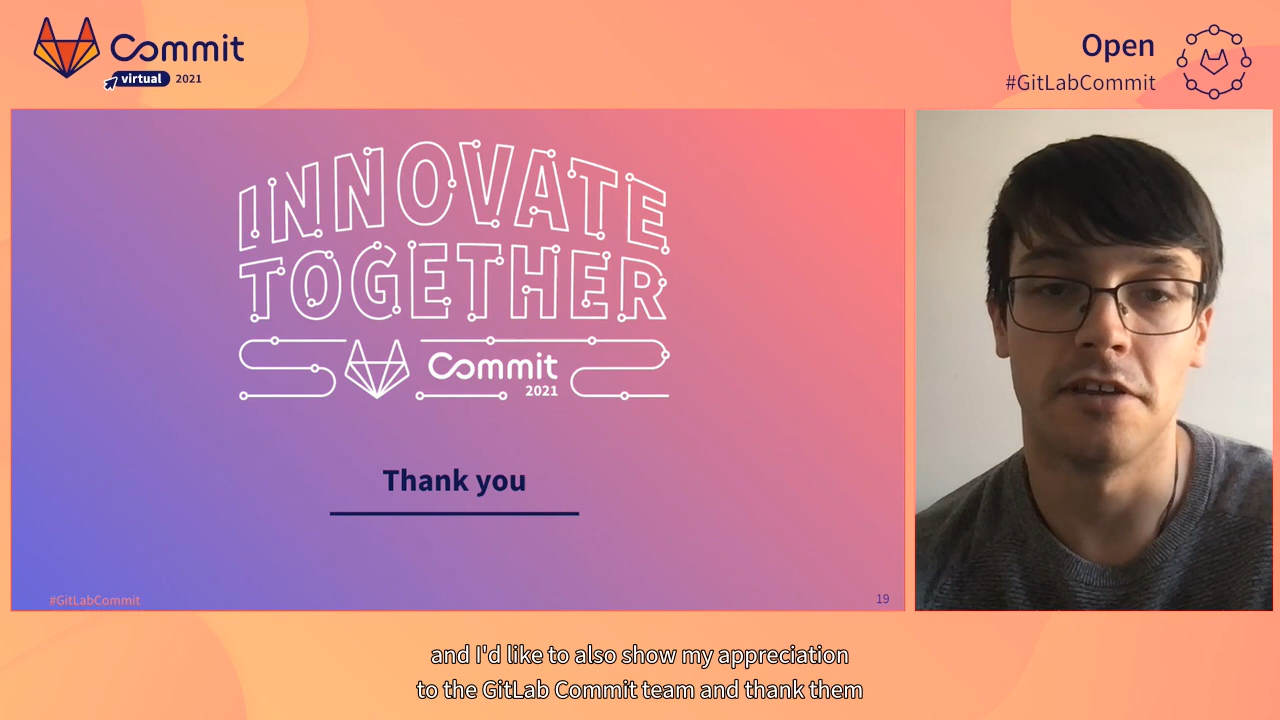 Commit
virtual 2021
Open
#GitLabCommit
INNOVATE
TOGETHER
Commit
2021
Thank you
#GitLabCommit
19
and I'd like to also show my appreciation
to the GitLab Commit team and thank them